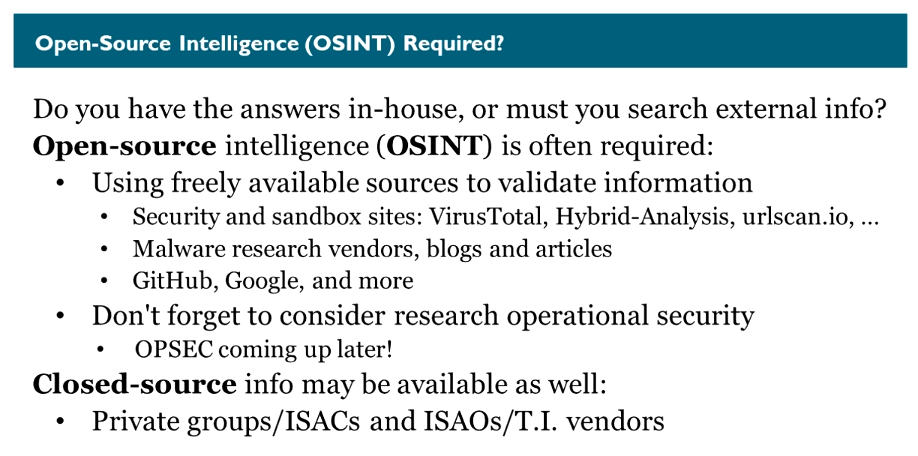 Open-Source Intelligence (OSINT) Required?
Do you have the answers in-house, or must you search external info?
Open-source intelligence (OSINT) is often required:
• Using freely available sources to validate information
• Security and sandbox sites: VirusTotal, Hybrid-Analysis, urlscan.io, ...
• Malware research vendors, blogs and articles
• GitHub, Google, and more
• Don't forget to consider research operational security
• OPSEC coming up later!
Closed-source info may be available as well:
• Private groups/ISACs and ISAOs/T.I. vendors